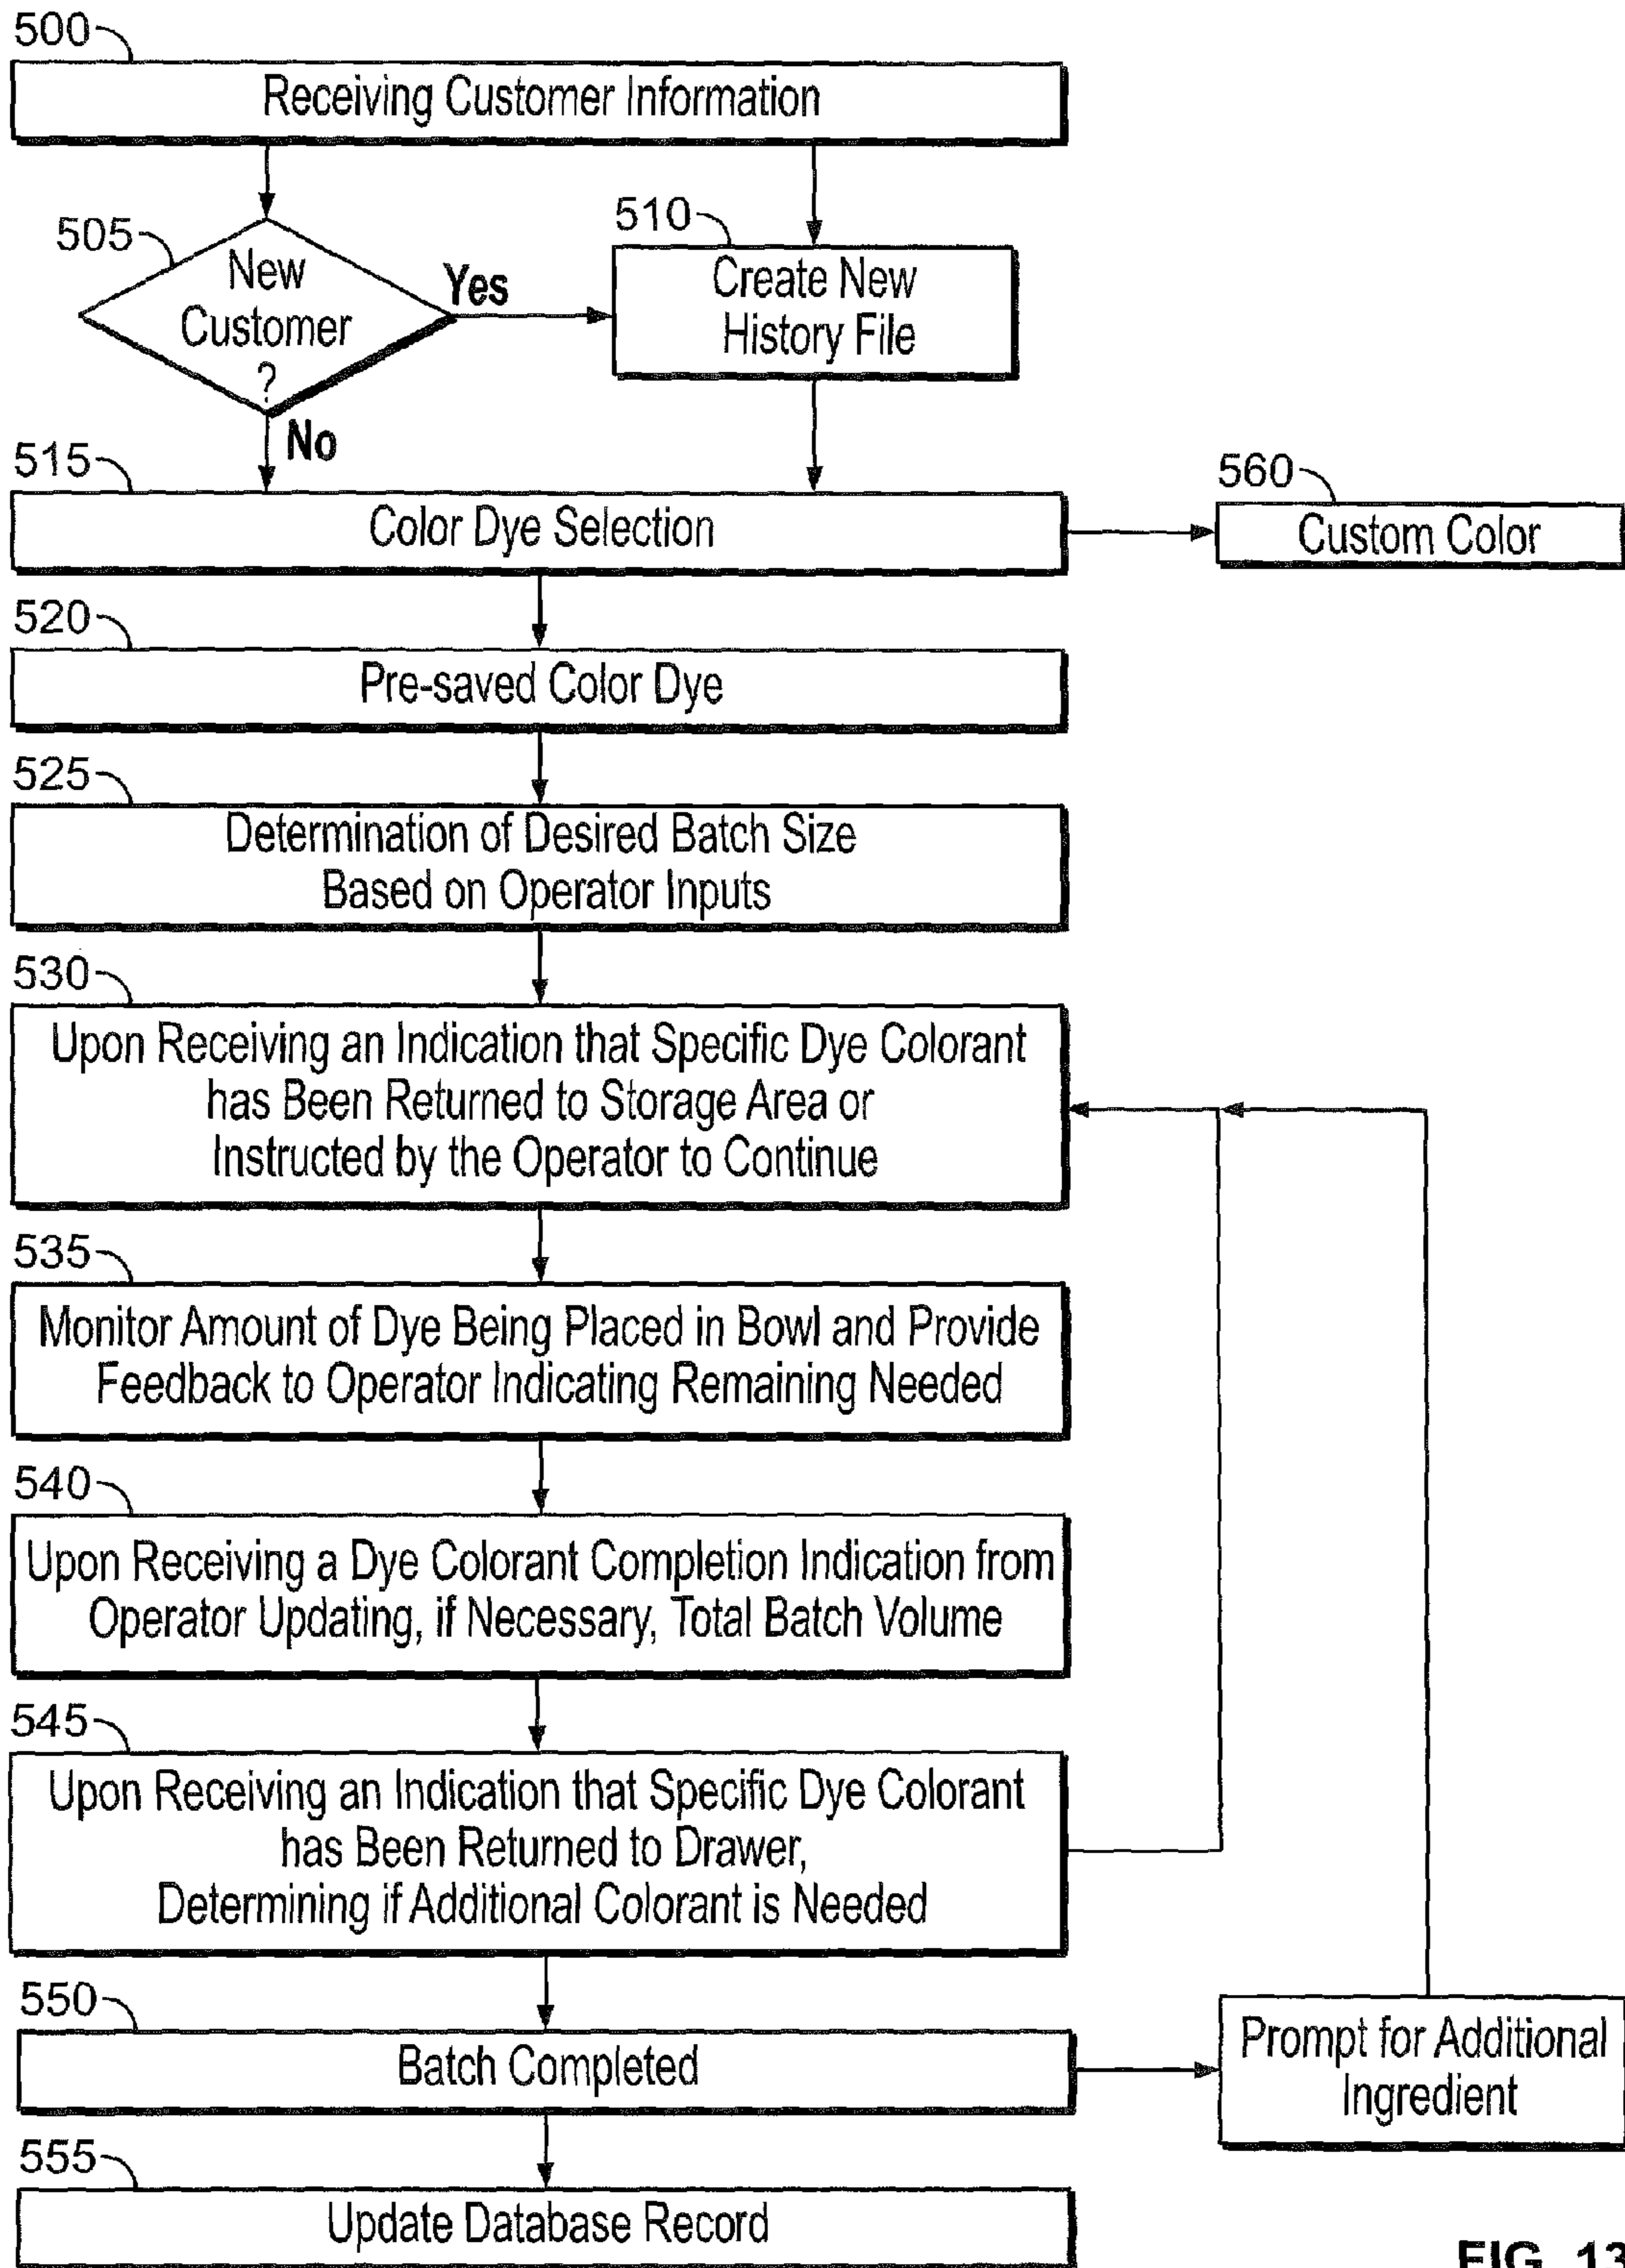 500
Receiving Customer Information
505
New
Customer
?
Yes
No
510
Create New
History File
515
Color Dye Selection
560
Custom Color
520
Pre-saved Color Dye
525
Determination of Desired Batch Size
Based on Operator Inputs
530
Upon Receiving an Indication that Specific Dye Colorant
has Been Returned to Storage Area or
Instructed by the Operator to Continue
535
Monitor Amount of Dye Being Placed in Bowl and Provide
Feedback to Operator Indicating Remaining Needed
540
Upon Receiving a Dye Colorant Completion Indication from
Operator Updating, if Necessary, Total Batch Volume
545
Upon Receiving an Indication that Specific Dye Colorant
has Been Returned to Drawer,
Determining if Additional Colorant is Needed
550
Batch Completed
Prompt for Additional
Ingredient
555
Update Database Record
FIG. 13